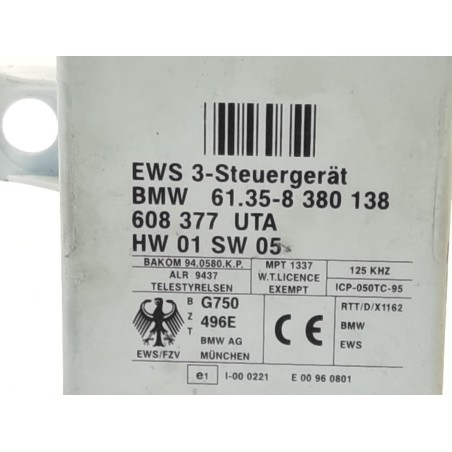 EWS 3-Steuergerät
BMW 61.35-8 380 138
608 377 UTA
HW 01 SW 05
BAKOM 94.0580.K.P.
ALR 9437
TELESTYRELSEN
MPT 1337
W.T.LICENCE
EXEMPT
125 KHZ
ICP-050TC-95
B G750
Z 496E
T BMW AG
EWS/FZV MÜNCHEN
CE
RTT/D/X1162
BMW
EWS
e1 I-00 0221 E 00 96 0801